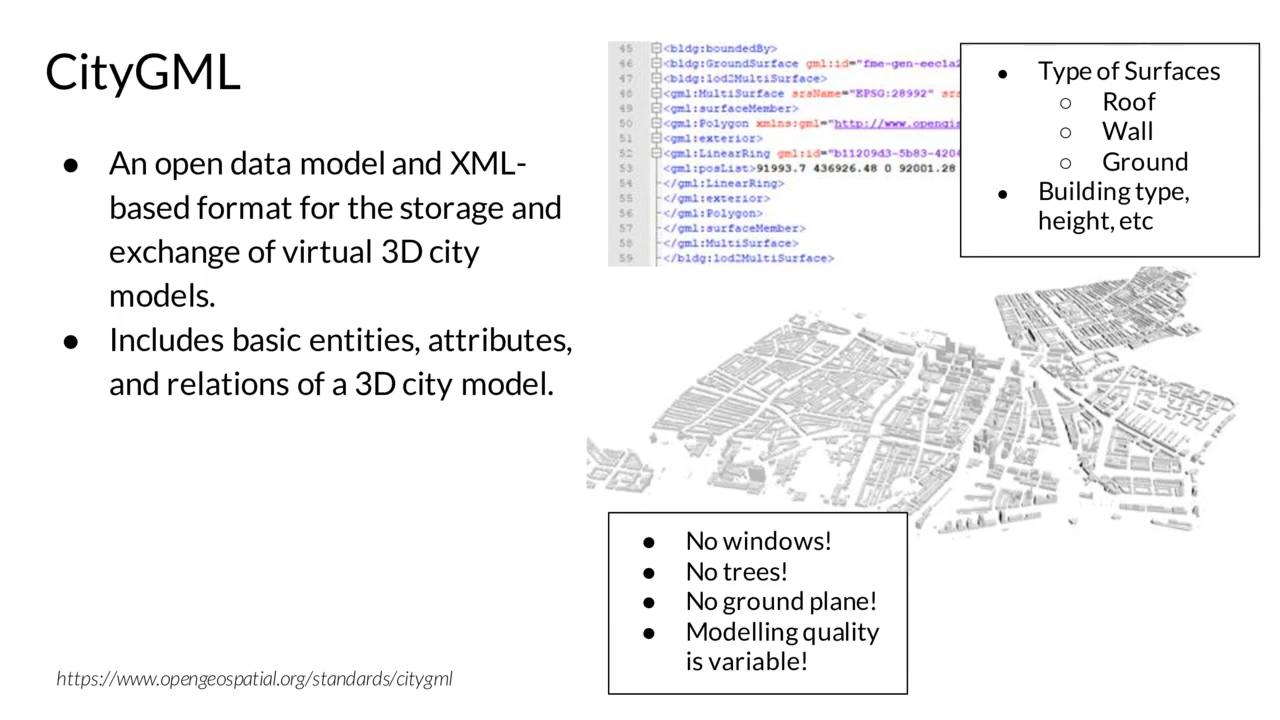 CityGML
● An open data model and XML-
based format for the storage and
exchange of virtual 3D city
models.
● Includes basic entities, attributes,
and relations of a 3D city model.
https://www.opengeospatial.org/standards/citygml
45 <bldg:boundedBy>
46 <bldg:GroundSurface gml:id="fme-gen-eec1a2
47 <bldg:lod2MultiSurface>
48 <gml:MultiSurface srsName="EPSG:28992" srs
49 <gml:surfaceMember>
50 <gml:Polygon xmlns:gml="http://www.opengis
51 <gml:exterior>
52 <gml:LinearRing gml:id="b11209d3-5b83-4204
53 <gml:posList>91993.7 436926.48 0 92001.28
54 </gml:LinearRing>
55 </gml:exterior>
56 </gml:Polygon>
57 </gml:surfaceMember>
58 </gml:MultiSurface>
59 </bldg:lod2MultiSurface>
● Type of Surfaces
○ Roof
○ Wall
○ Ground
● Building type,
height, etc
● No windows!
● No trees!
● No ground plane!
● Modelling quality
is variable!